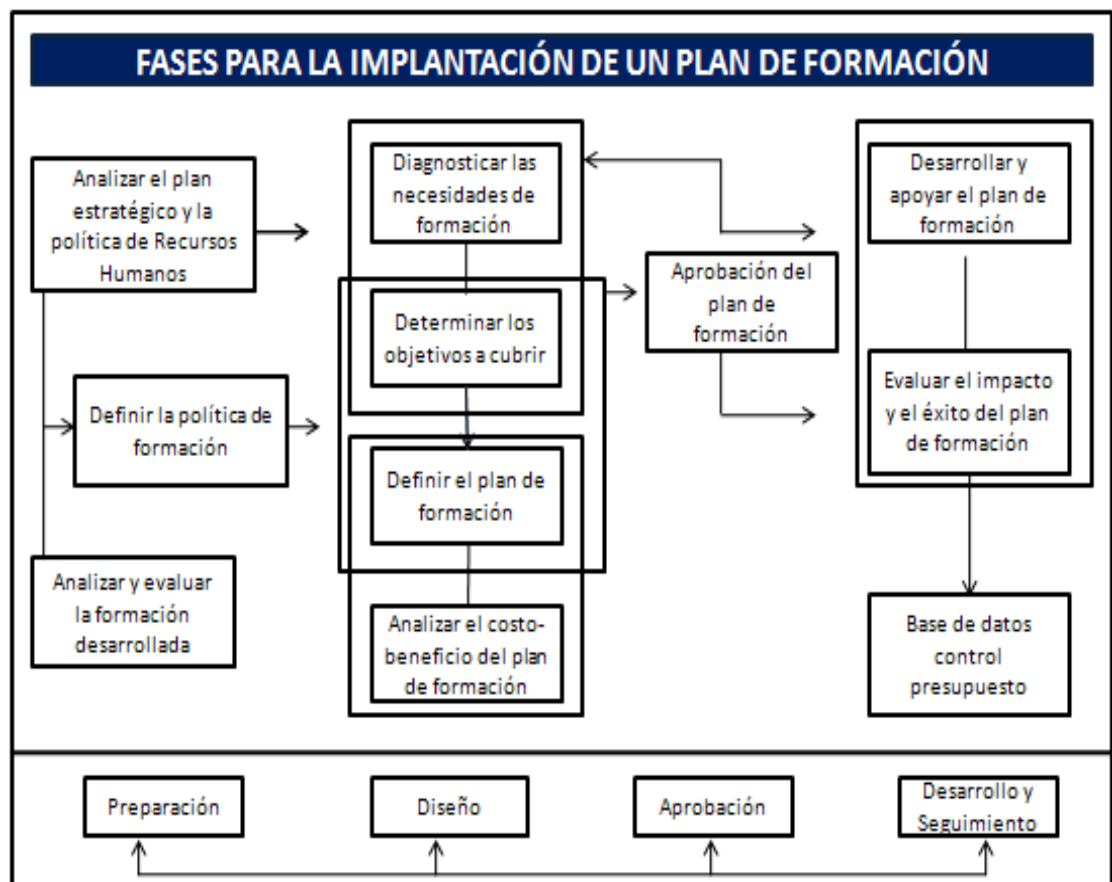 FASES PARA LA IMPLANTACIÓN DE UN PLAN DE FORMACIÓN
Analizar el plan
estratégico y la
política de Recursos
Humanos
Definir la política de
formación
Analizar y evaluar
la formación
desarrollada
Diagnosticar las
necesidades de
formación
Determinar los
objetivos a cubrir
Definir el plan de
formación
Analizar el costo-
beneficio del plan
de formación
Aprobación del
plan de
formación
Desarrollar y
apoyar el plan de
formación
Evaluar el impacto
y el éxito del plan
de formación
Base de datos
control
presupuesto
Preparación
Diseño
Aprobación
Desarrollo y
Seguimiento